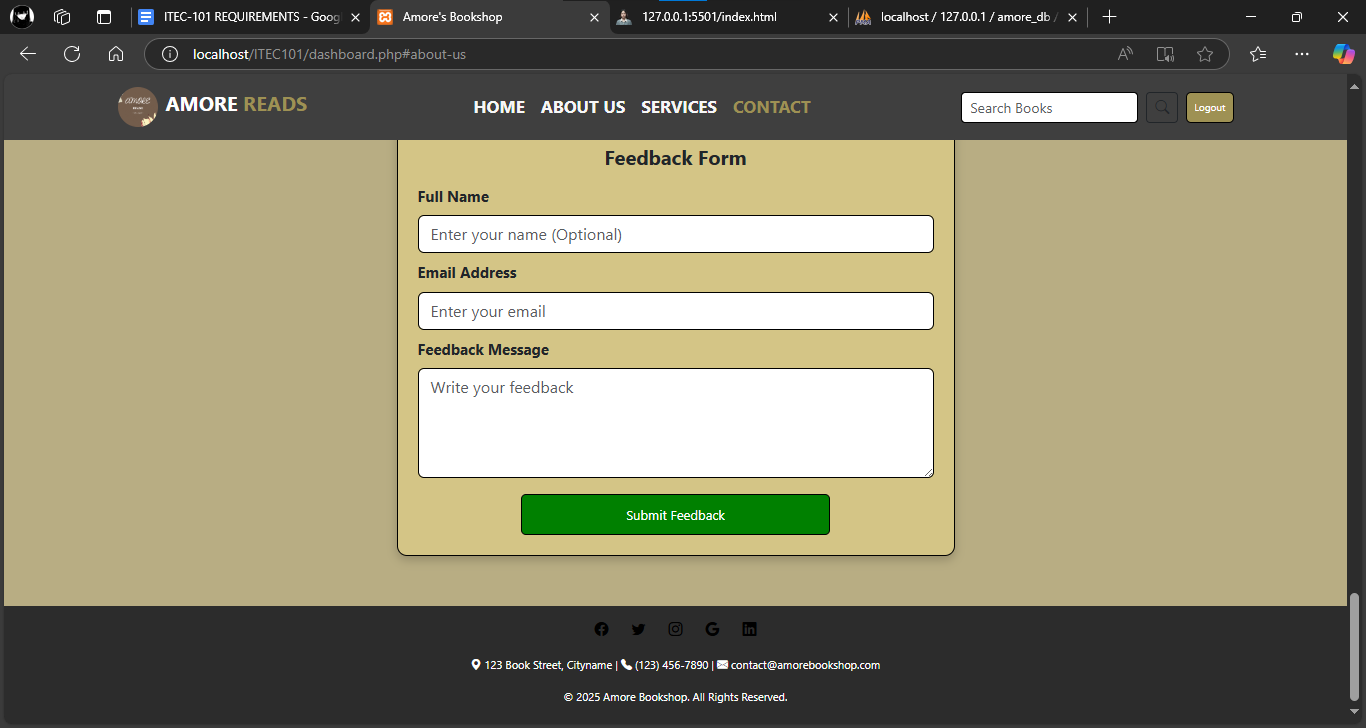 ITEC-101 REQUIREMENTS - Goog
Amore's Bookshop
127.0.0.1:5501/index.html
localhost / 127.0.0.1 / amore_db /
localhost/ITEC101/dashboard.php#about-us
AMORE READS
HOME ABOUT US SERVICES CONTACT
Search Books
Logout
Feedback Form
Full Name
Enter your name (Optional)
Email Address
Enter your email
Feedback Message
Write your feedback
Submit Feedback
123 Book Street, Cityname | (123) 456-7890 | contact@amorebookshop.com
© 2025 Amore Bookshop. All Rights Reserved.